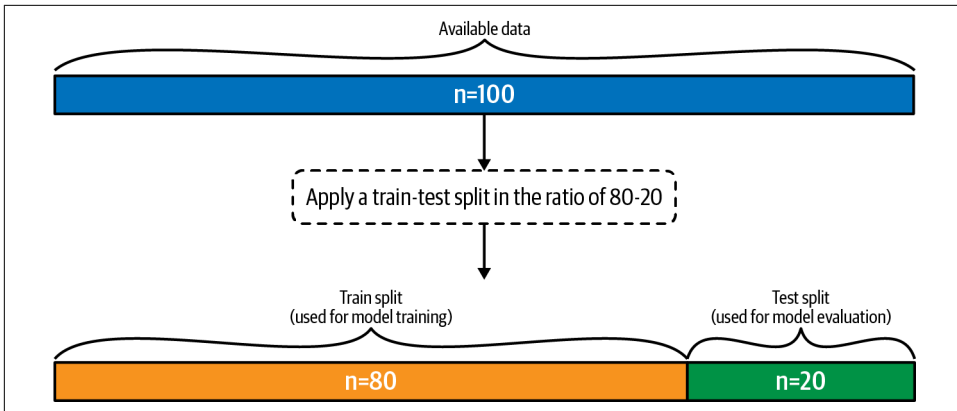 Available data
n=100
Apply a train-test split in the ratio of 80-20
Train split
(used for model training)
Test split
(used for model evaluation)
n=80
n=20